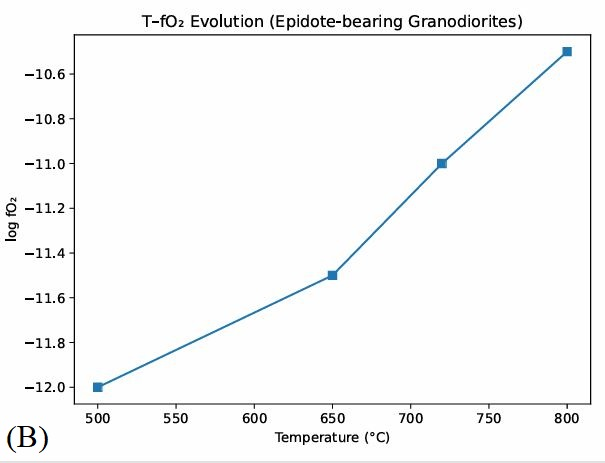 T–fO₂ Evolution (Epidote-bearing Granodiorites)
−10.6
−10.8
−11.0
−11.2
−11.4
−11.6
−11.8
−12.0
log fO₂
500 550 600 650 700 750 800
Temperature (°C)
(B)